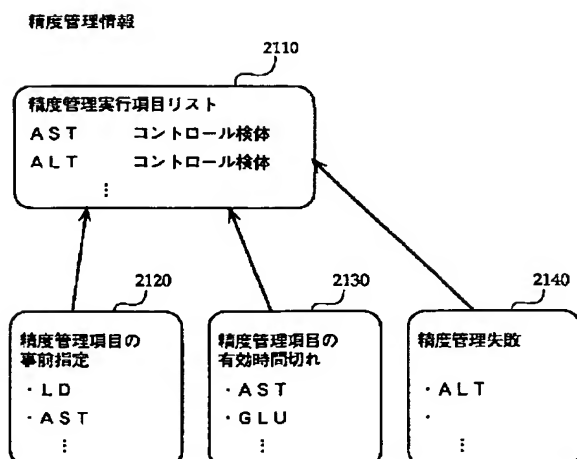 精度管理情報
2110
精度管理実行項目リスト
AST コントロール検体
ALT コントロール検体
⋮
2120
精度管理項目の
事前指定
・LD
・AST
⋮
2130
精度管理項目の
有効時間切れ
・AST
・GLU
⋮
2140
精度管理失敗
・ALT
・
⋮